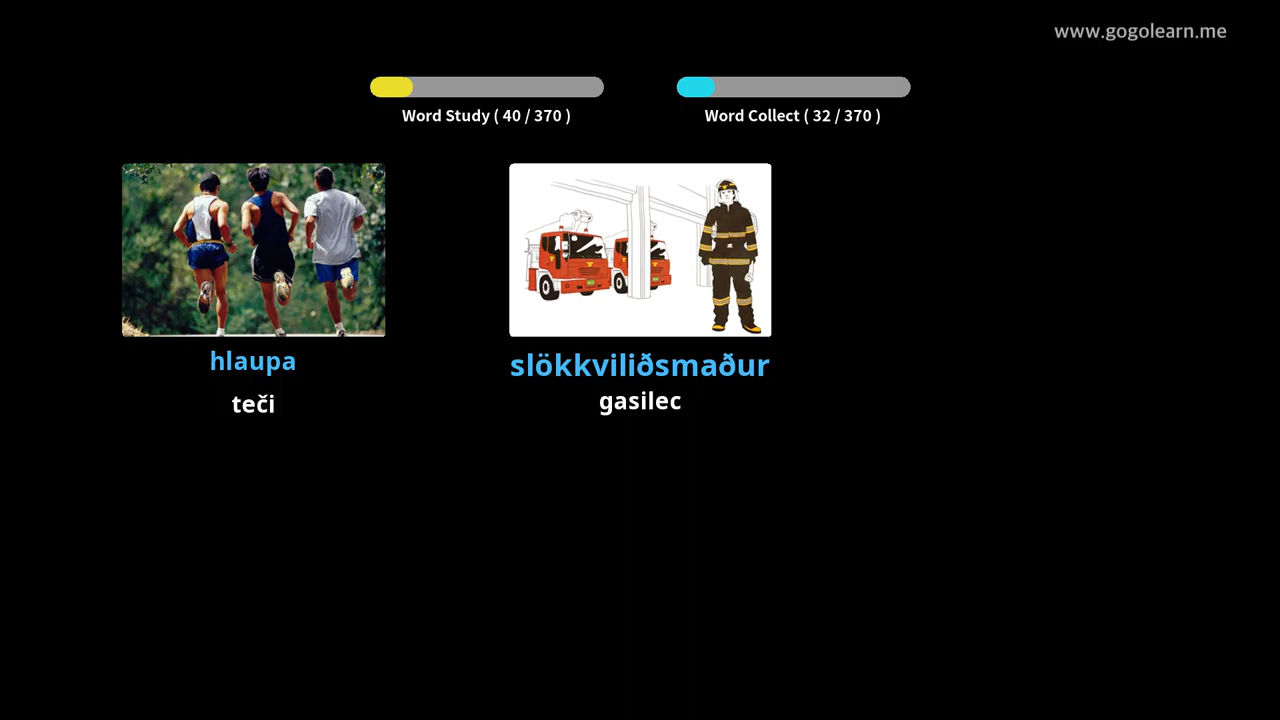 www.gogolearn.me
Word Study ( 40 / 370 )
Word Collect ( 32 / 370 )
hlaupa
teči
slökkviliðsmaður
gasilec